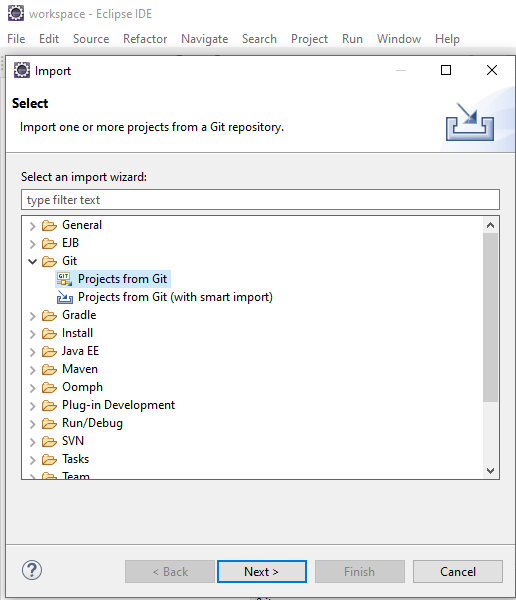 workspace - Eclipse IDE
File Edit Source Refactor Navigate Search Project Run Window Help
Import
Select
Import one or more projects from a Git repository.
Select an import wizard:
type filter text
General
EJB
Git
GIT Projects from Git
Projects from Git (with smart import)
Gradle
Install
Java EE
Maven
Oomph
Plug-in Development
Run/Debug
SVN
Tasks
Team
? < Back Next > Finish Cancel